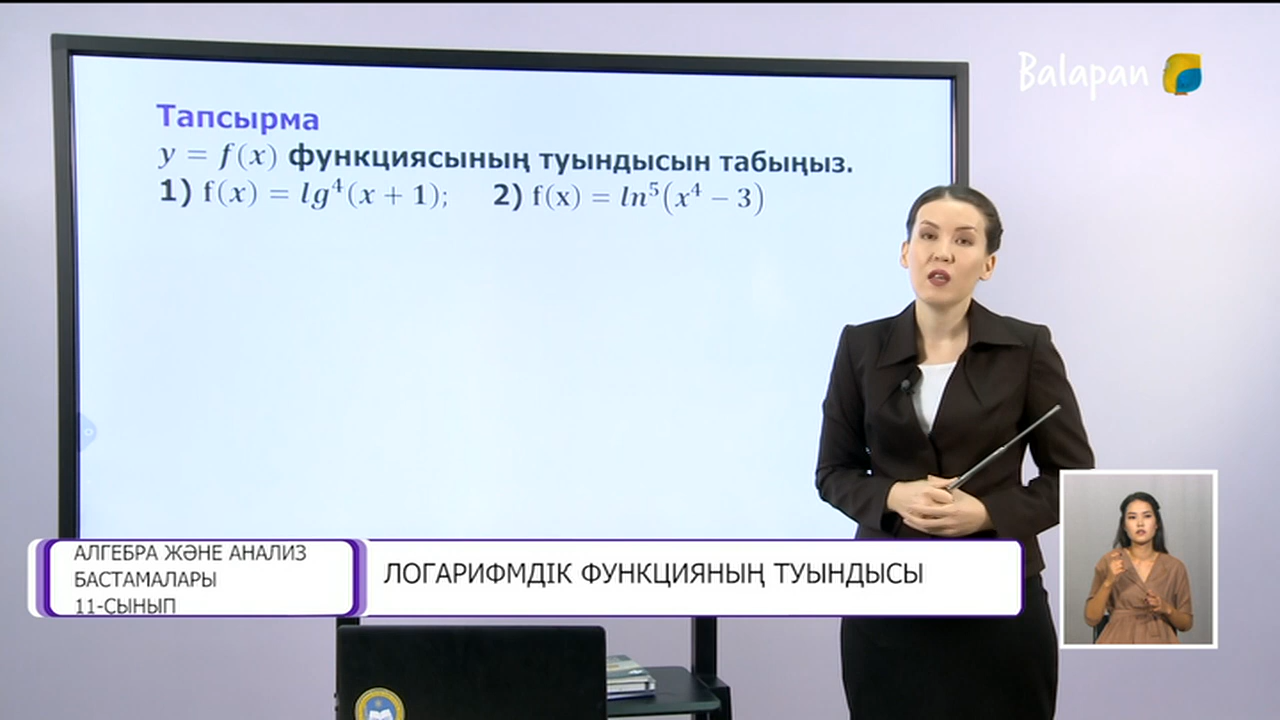 Balapan
Тапсырма
y = f(x) функциясының туындысын табыңыз.
1) f(x) = lg⁴(x + 1); 2) f(x) = ln⁵(x⁴ − 3)
АЛГЕБРА ЖӘНЕ АНАЛИЗ
БАСТАМАЛАРЫ
11-СЫНЫП
ЛОГАРИФМДІК ФУНКЦИЯНЫҢ ТУЫНДЫСЫ